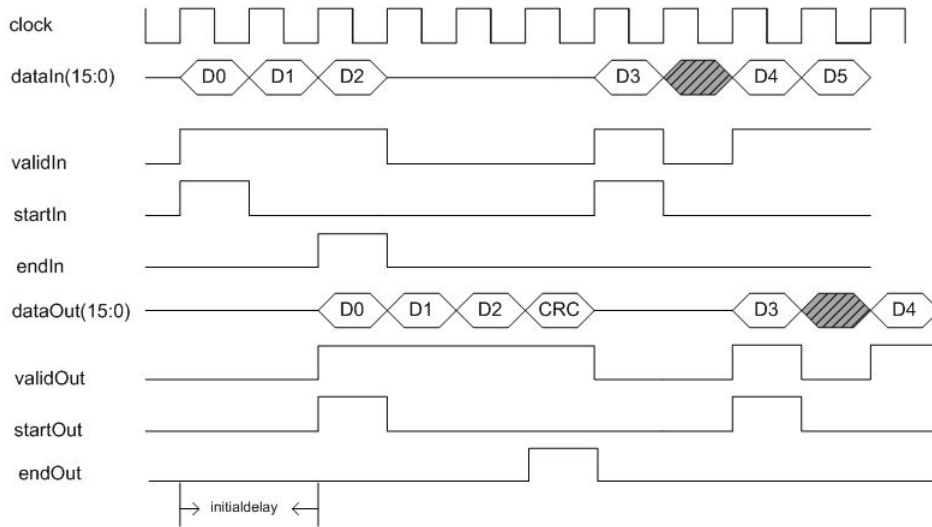 clock
dataIn(15:0) D0 D1 D2 D3 D4 D5
validIn
startIn
endIn
dataOut(15:0) D0 D1 D2 CRC D3 D4
validOut
startOut
endOut
initialdelay